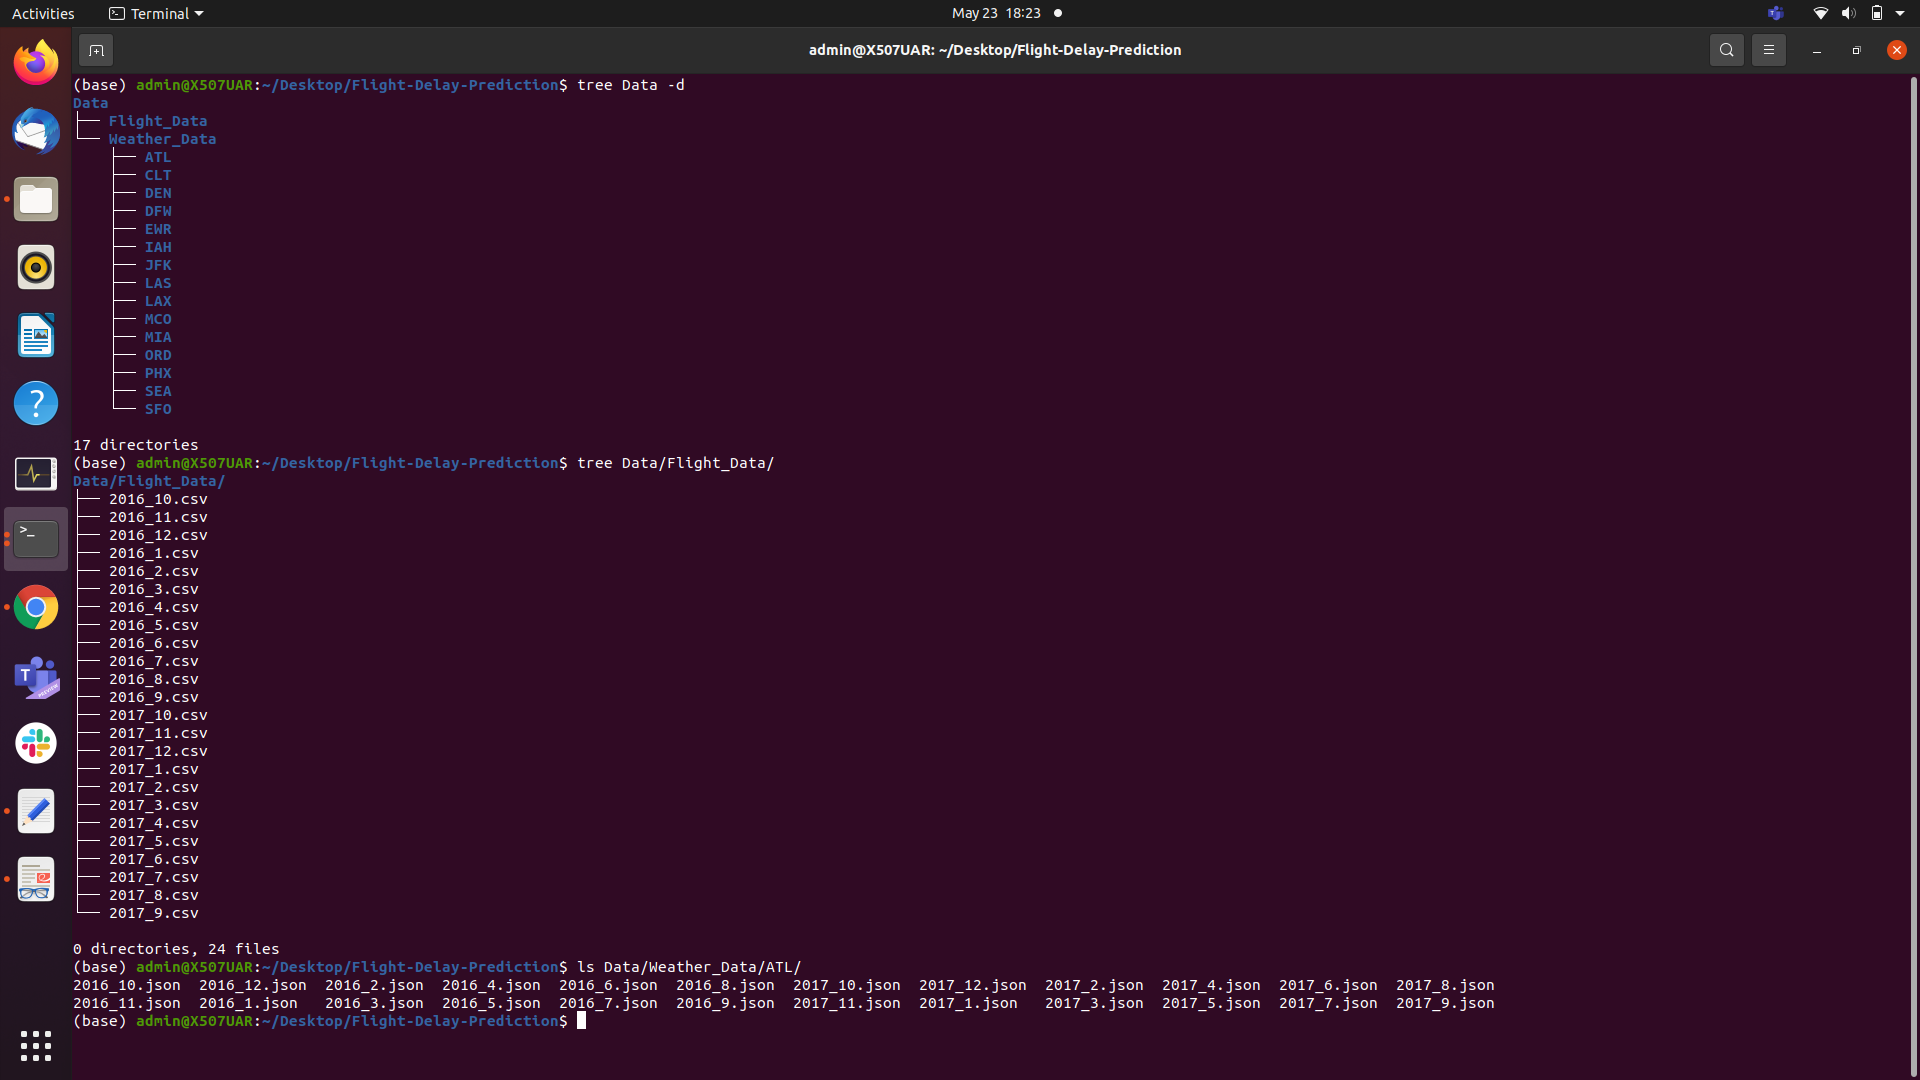 Activities Terminal May 23 18:23
admin@X507UAR: ~/Desktop/Flight-Delay-Prediction
(base) admin@X507UAR:~/Desktop/Flight-Delay-Prediction$ tree Data -d
Data
├── Flight_Data
└── Weather_Data
    ├── ATL
    ├── CLT
    ├── DEN
    ├── DFW
    ├── EWR
    ├── IAH
    ├── JFK
    ├── LAS
    ├── LAX
    ├── MCO
    ├── MIA
    ├── ORD
    ├── PHX
    ├── SEA
    └── SFO
17 directories
(base) admin@X507UAR:~/Desktop/Flight-Delay-Prediction$ tree Data/Flight_Data/
Data/Flight_Data/
├── 2016_10.csv
├── 2016_11.csv
├── 2016_12.csv
├── 2016_1.csv
├── 2016_2.csv
├── 2016_3.csv
├── 2016_4.csv
├── 2016_5.csv
├── 2016_6.csv
├── 2016_7.csv
├── 2016_8.csv
├── 2016_9.csv
├── 2017_10.csv
├── 2017_11.csv
├── 2017_12.csv
├── 2017_1.csv
├── 2017_2.csv
├── 2017_3.csv
├── 2017_4.csv
├── 2017_5.csv
├── 2017_6.csv
├── 2017_7.csv
├── 2017_8.csv
└── 2017_9.csv
0 directories, 24 files
(base) admin@X507UAR:~/Desktop/Flight-Delay-Prediction$ ls Data/Weather_Data/ATL/
2016_10.json  2016_12.json  2016_2.json  2016_4.json  2016_6.json  2016_8.json  2017_10.json  2017_12.json  2017_2.json  2017_4.json  2017_6.json  2017_8.json
2016_11.json  2016_1.json   2016_3.json  2016_5.json  2016_7.json  2016_9.json  2017_11.json  2017_1.json   2017_3.json  2017_5.json  2017_7.json  2017_9.json
(base) admin@X507UAR:~/Desktop/Flight-Delay-Prediction$